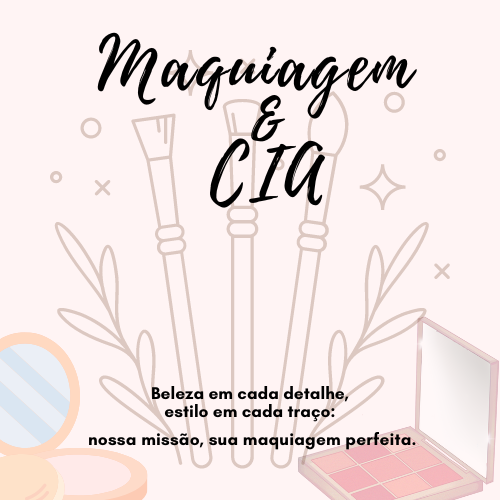 Maquiagem
&
CIA
Beleza em cada detalhe,
estilo em cada traço:
nossa missão, sua maquiagem perfeita.